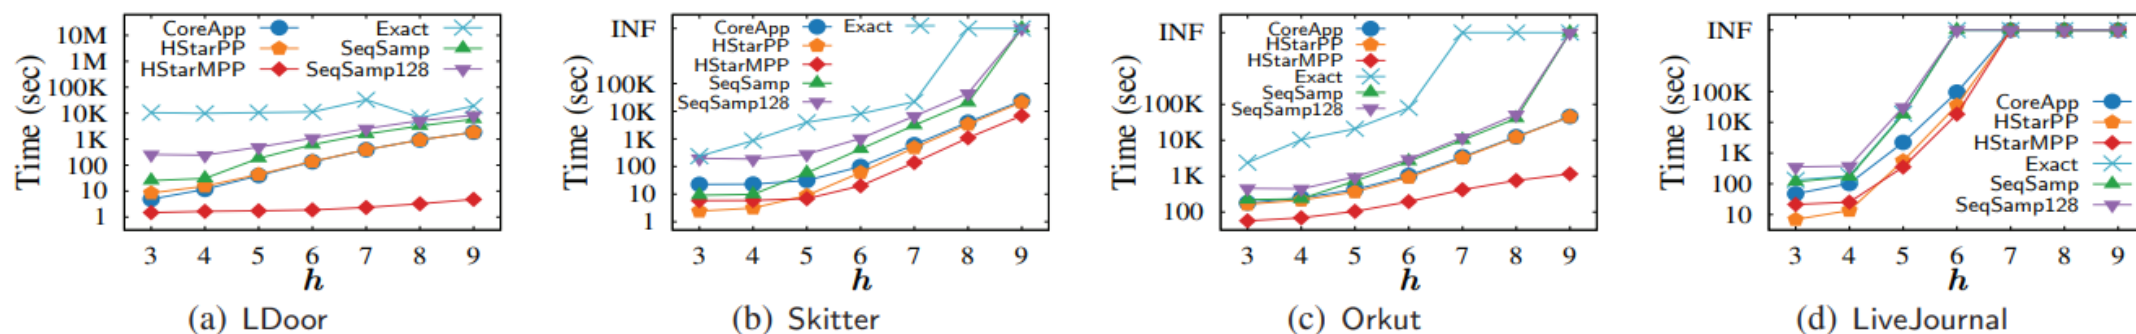 Time (sec)
10M
1M
100K
10K
1K
100
10
1
CoreApp
HStarPP
HStarMPP
Exact
SeqSamp
SeqSamp128
3 4 5 6 7 8 9
h
(a) LDoor
Time (sec)
INF
100K
10K
1K
100
10
1
CoreApp
HStarPP
HStarMPP
SeqSamp
SeqSamp128
Exact
3 4 5 6 7 8 9
h
(b) Skitter
Time (sec)
INF
100K
10K
1K
100
CoreApp
HStarPP
HStarMPP
Exact
SeqSamp
SeqSamp128
3 4 5 6 7 8 9
h
(c) Orkut
Time (sec)
INF
100K
10K
1K
100
10
CoreApp
HStarPP
HStarMPP
Exact
SeqSamp
SeqSamp128
3 4 5 6 7 8 9
h
(d) LiveJournal